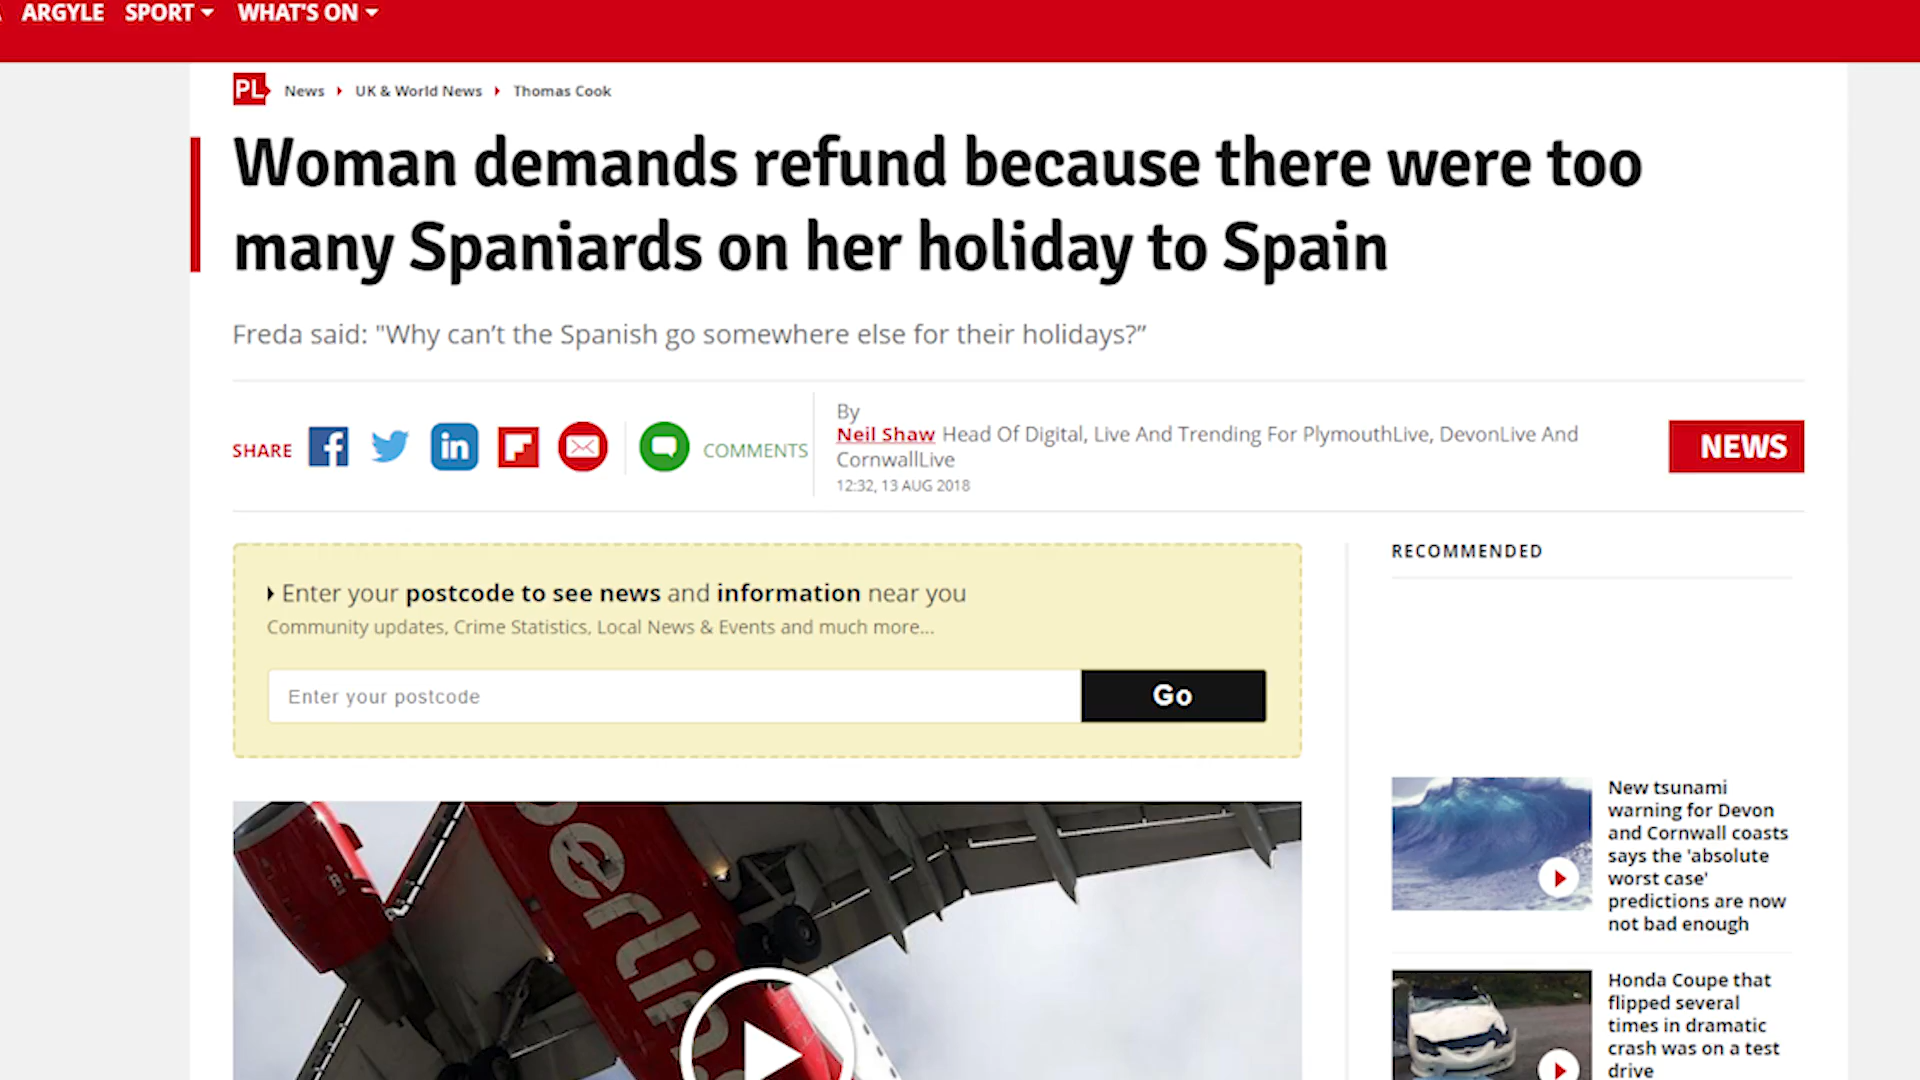 ARGYLE SPORT WHAT'S ON
PL News UK & World News Thomas Cook
Woman demands refund because there were too
many Spaniards on her holiday to Spain
Freda said: "Why can’t the Spanish go somewhere else for their holidays?”
SHARE f in COMMENTS
By
Neil Shaw Head Of Digital, Live And Trending For PlymouthLive, DevonLive And
CornwallLive
12:32, 13 AUG 2018
NEWS
Enter your postcode to see news and information near you
Community updates, Crime Statistics, Local News & Events and much more...
Enter your postcode Go
RECOMMENDED
New tsunami
warning for Devon
and Cornwall coasts
says the 'absolute
worst case'
predictions are now
not bad enough
Honda Coupe that
flipped several
times in dramatic
crash was on a test
drive